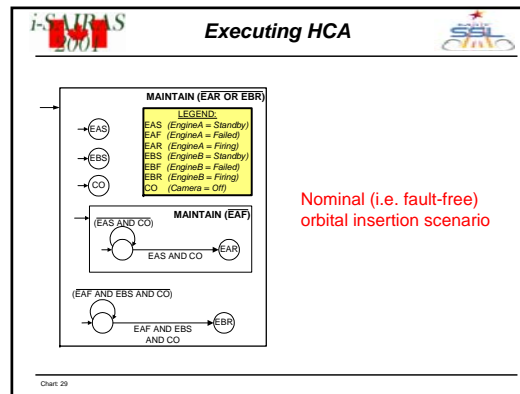 i-SAIRAS
2001
Executing HCA
SSL
MAINTAIN (EAR OR EBR)
LEGEND:
EAS (EngineA = Standby)
EAF (EngineA = Failed)
EAR (EngineA = Firing)
EBS (EngineB = Standby)
EBF (EngineB = Failed)
EBR (EngineB = Firing)
CO (Camera = Off)
EAS
EBS
CO
MAINTAIN (EAF)
(EAS AND CO)
EAS AND CO
EAR
(EAF AND EBS AND CO)
EAF AND EBS
AND CO
EBR
Nominal (i.e. fault-free)
orbital insertion scenario
Chart: 29